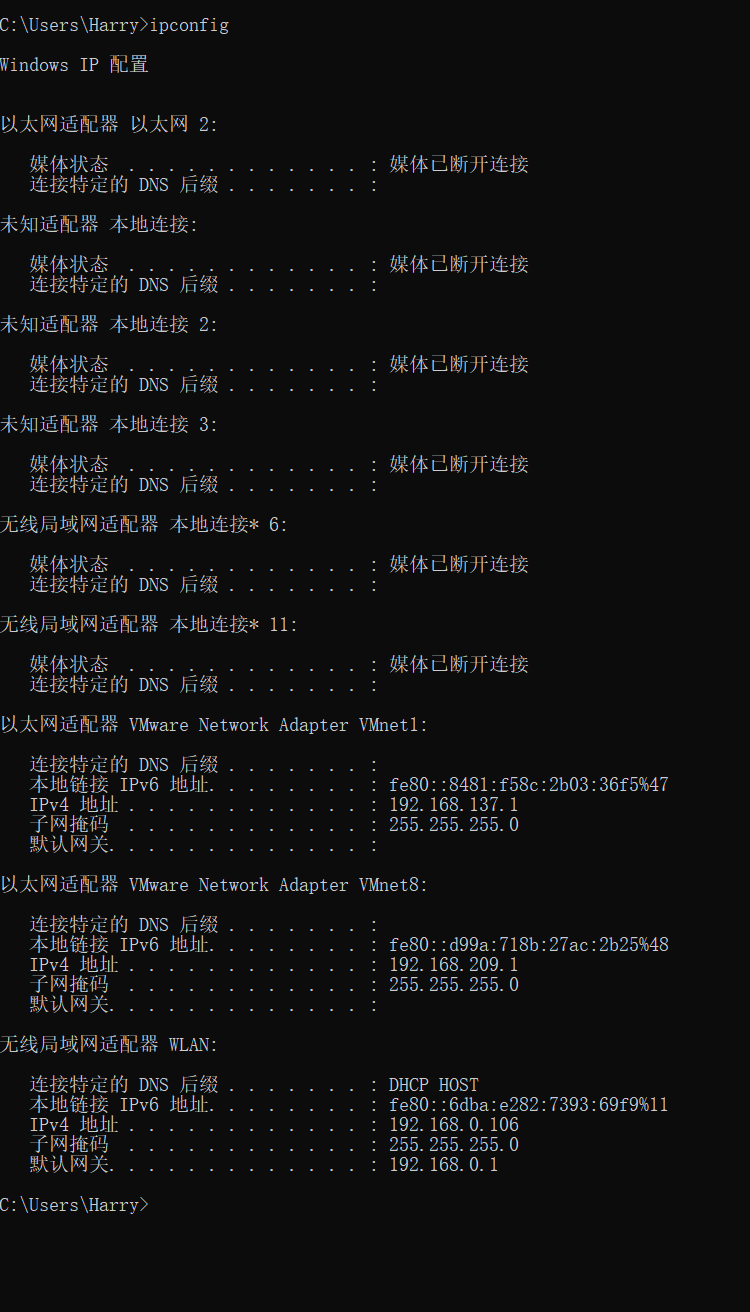 C:\Users\Harry>ipconfig
Windows IP 配置
以太网适配器 以太网 2:
媒体状态  . . . . . . . . . . . . : 媒体已断开连接
连接特定的 DNS 后缀 . . . . . . . :
未知适配器 本地连接:
媒体状态  . . . . . . . . . . . . : 媒体已断开连接
连接特定的 DNS 后缀 . . . . . . . :
未知适配器 本地连接 2:
媒体状态  . . . . . . . . . . . . : 媒体已断开连接
连接特定的 DNS 后缀 . . . . . . . :
未知适配器 本地连接 3:
媒体状态  . . . . . . . . . . . . : 媒体已断开连接
连接特定的 DNS 后缀 . . . . . . . :
无线局域网适配器 本地连接* 6:
媒体状态  . . . . . . . . . . . . : 媒体已断开连接
连接特定的 DNS 后缀 . . . . . . . :
无线局域网适配器 本地连接* 11:
媒体状态  . . . . . . . . . . . . : 媒体已断开连接
连接特定的 DNS 后缀 . . . . . . . :
以太网适配器 VMware Network Adapter VMnet1:
连接特定的 DNS 后缀 . . . . . . . :
本地链接 IPv6 地址. . . . . . . . : fe80::8481:f58c:2b03:36f5%47
IPv4 地址 . . . . . . . . . . . . : 192.168.137.1
子网掩码  . . . . . . . . . . . . : 255.255.255.0
默认网关. . . . . . . . . . . . . :
以太网适配器 VMware Network Adapter VMnet8:
连接特定的 DNS 后缀 . . . . . . . :
本地链接 IPv6 地址. . . . . . . . : fe80::d99a:718b:27ac:2b25%48
IPv4 地址 . . . . . . . . . . . . : 192.168.209.1
子网掩码  . . . . . . . . . . . . : 255.255.255.0
默认网关. . . . . . . . . . . . . :
无线局域网适配器 WLAN:
连接特定的 DNS 后缀 . . . . . . . : DHCP HOST
本地链接 IPv6 地址. . . . . . . . : fe80::6dba:e282:7393:69f9%11
IPv4 地址 . . . . . . . . . . . . : 192.168.0.106
子网掩码  . . . . . . . . . . . . : 255.255.255.0
默认网关. . . . . . . . . . . . . : 192.168.0.1
C:\Users\Harry>